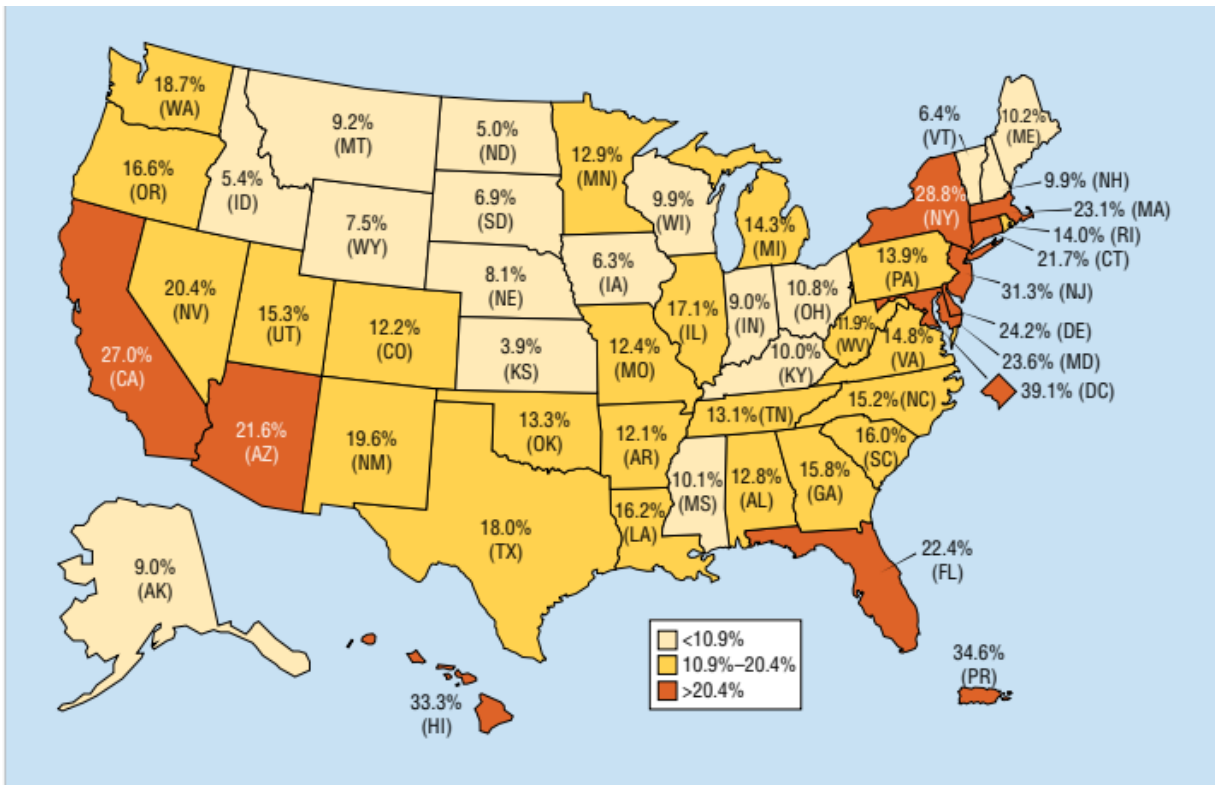 18.7%
(WA)
9.2%
(MT)
5.0%
(ND)
12.9%
(MN)
6.4%
(VT)
10.2%
(ME)
16.6%
(OR)
5.4%
(ID)
7.5%
(WY)
6.9%
(SD)
9.9%
(WI)
14.3%
(MI)
28.8%
(NY)
9.9% (NH)
23.1% (MA)
14.0% (RI)
21.7% (CT)
31.3% (NJ)
24.2% (DE)
23.6% (MD)
39.1% (DC)
20.4%
(NV)
15.3%
(UT)
12.2%
(CO)
8.1%
(NE)
6.3%
(IA)
17.1%
(IL)
9.0%
(IN)
10.8%
(OH)
13.9%
(PA)
27.0%
(CA)
3.9%
(KS)
12.4%
(MO)
10.0%
(KY)
11.9%
(WV)
14.8%
(VA)
21.6%
(AZ)
19.6%
(NM)
13.3%
(OK)
12.1%
(AR)
13.1%(TN)
15.2%(NC)
16.0%
(SC)
18.0%
(TX)
16.2%
(LA)
10.1%
(MS)
12.8%
(AL)
15.8%
(GA)
22.4%
(FL)
9.0%
(AK)
33.3%
(HI)
34.6%
(PR)
<10.9%
10.9%–20.4%
>20.4%